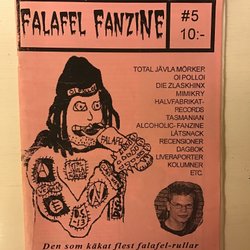 FALAFEL FANZINE
#5
10:-
TOTAL JÄVLA MÖRKER
OI POLLOI
DIE ZLASKHINX
MIMIKRY
HALVFABRIKAT-
RECORDS
TASMANIAN
ALCOHOLIC-FANZINE
LÅTSNACK
RECENSIONER
DAGBOK
LIVERAPORTER
KOLUMNER
ETC.
Den som käkat flest falafel-rullar